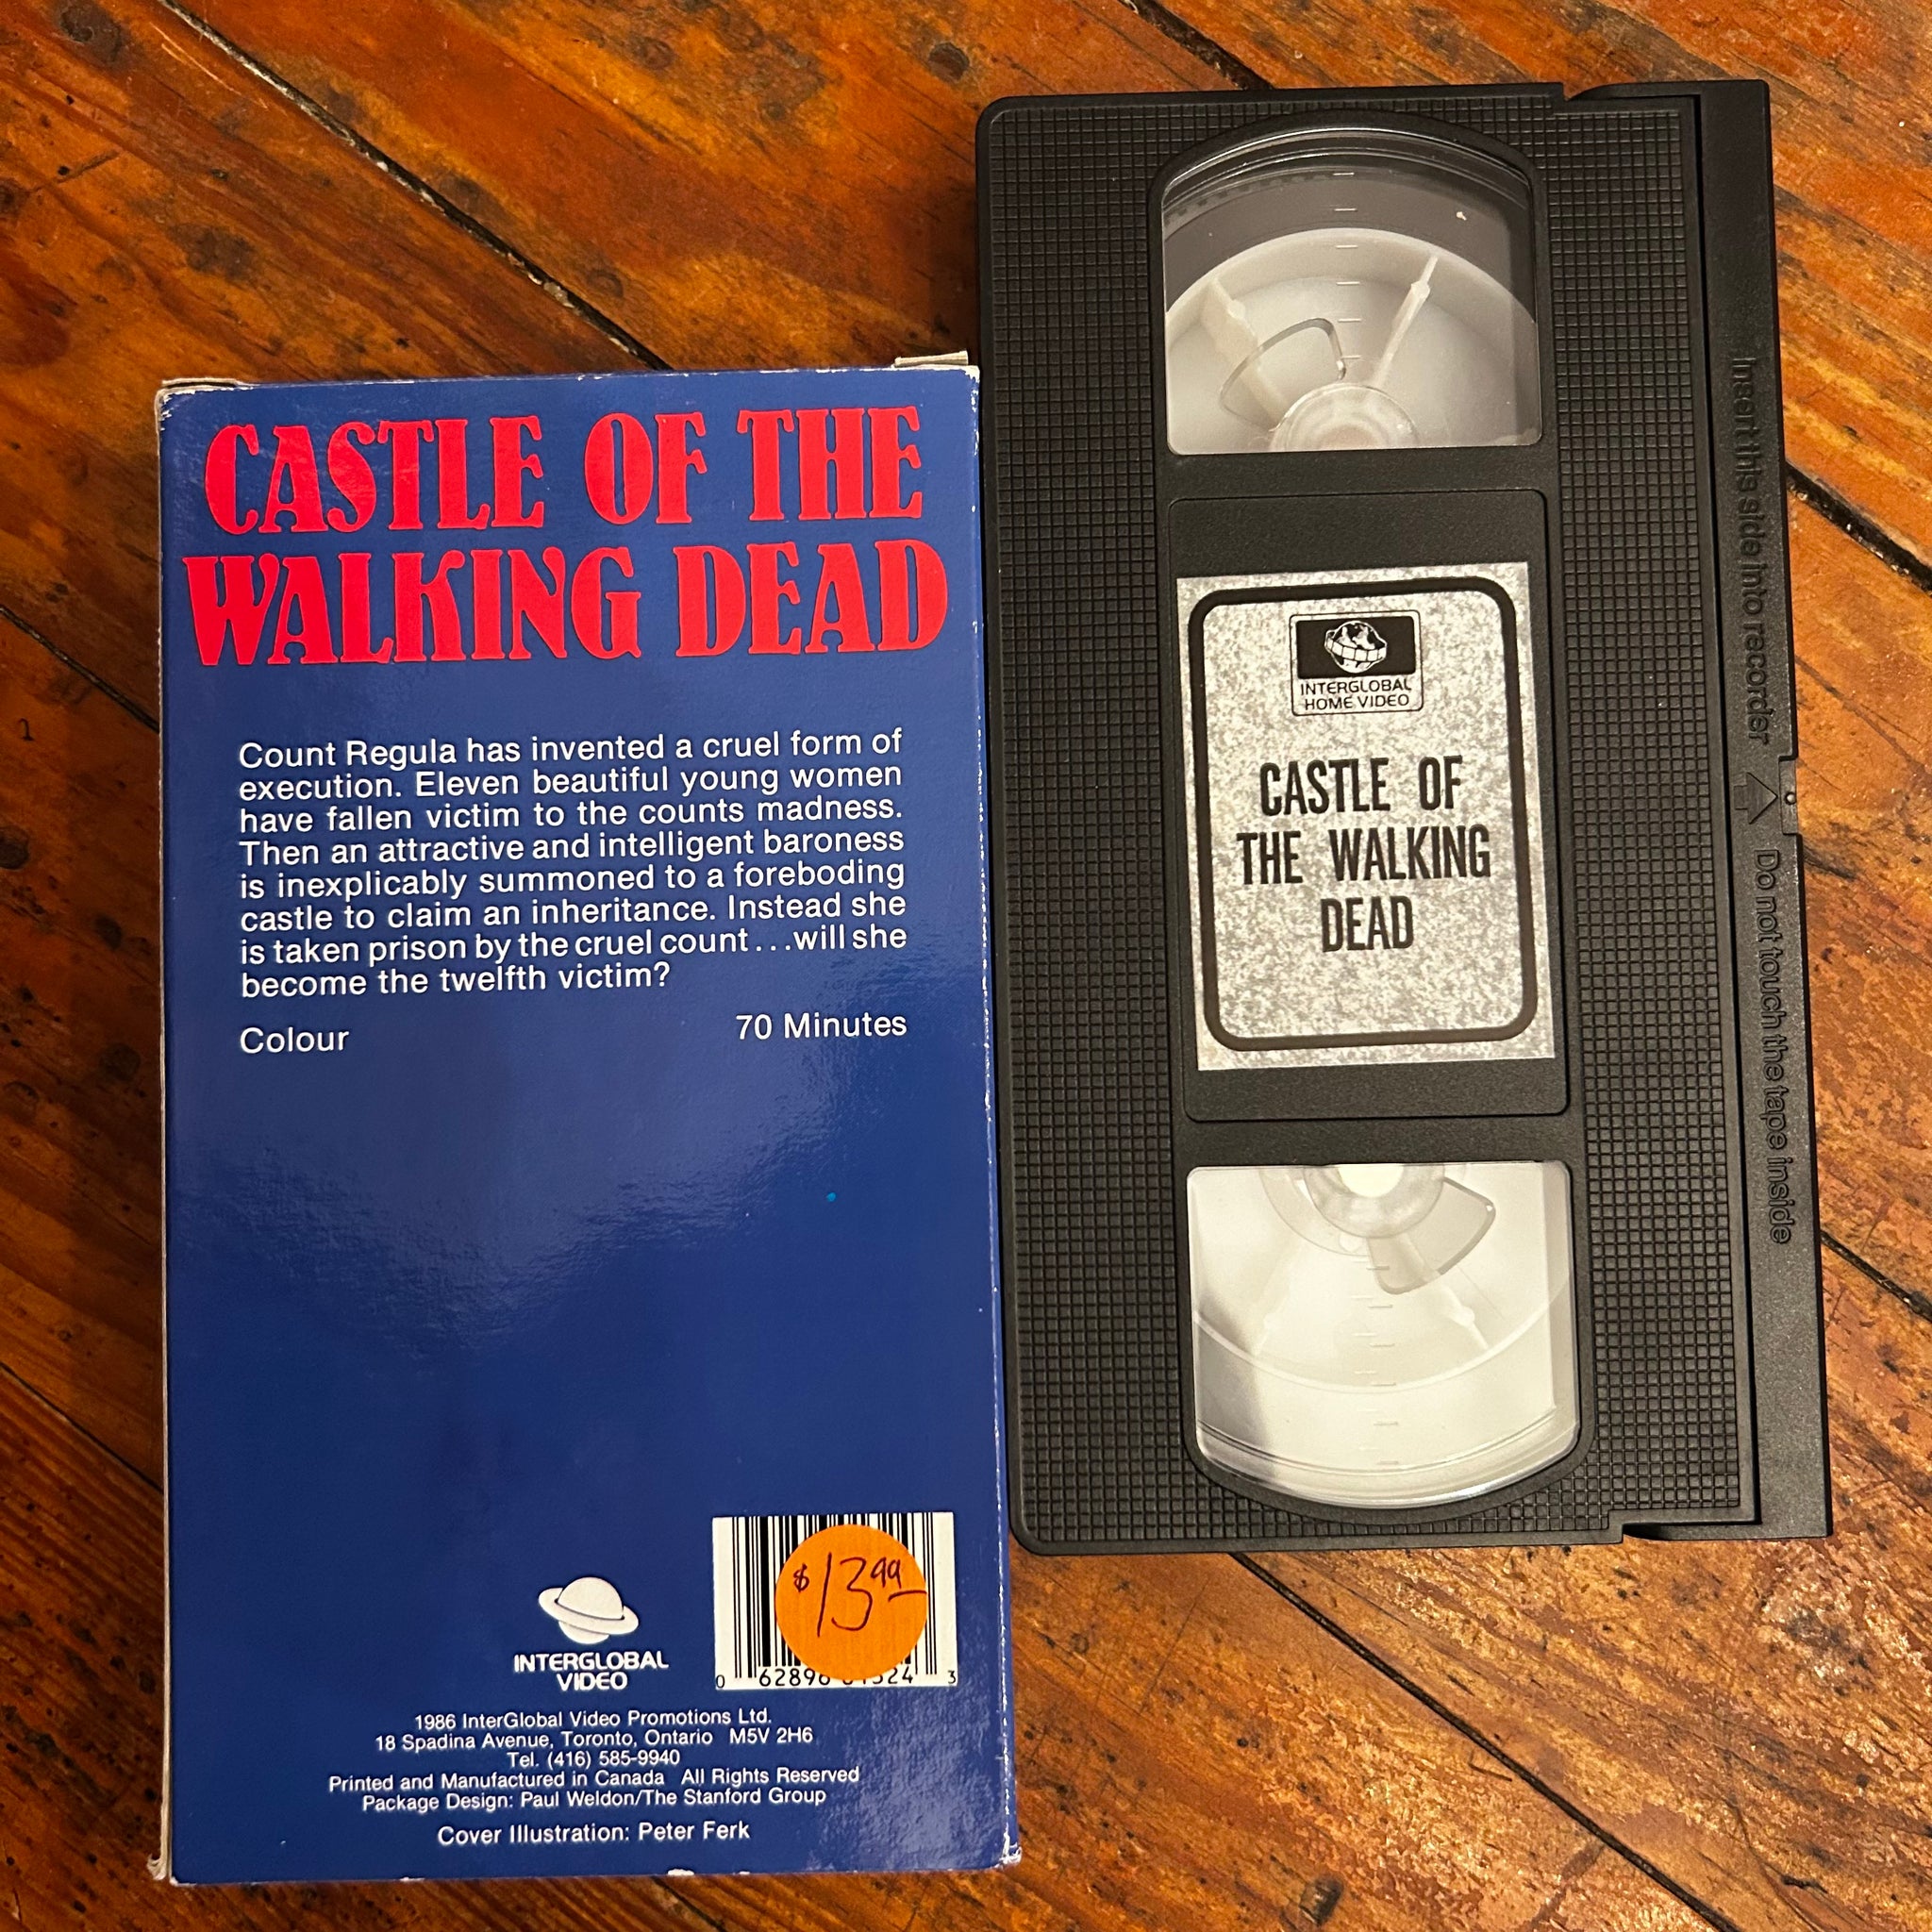 CASTLE OF THE
WALKING DEAD
Count Regula has invented a cruel form of
execution. Eleven beautiful young women
have fallen victim to the counts madness.
Then an attractive and intelligent baroness
is inexplicably summoned to a foreboding
castle to claim an inheritance. Instead she
is taken prison by the cruel count...will she
become the twelfth victim?
Colour 70 Minutes
$13.99
0 62896 3
INTERGLOBAL
VIDEO
1986 InterGlobal Video Promotions Ltd.
18 Spadina Avenue, Toronto, Ontario M5V 2H6
Tel. (416) 585-9940
Printed and Manufactured in Canada All Rights Reserved
Package Design: Paul Weldon/The Stanford Group
Cover Illustration: Peter Ferk
INTERGLOBAL
HOME VIDEO
CASTLE OF
THE WALKING
DEAD
Insert this side into recorder
Do not touch the tape inside